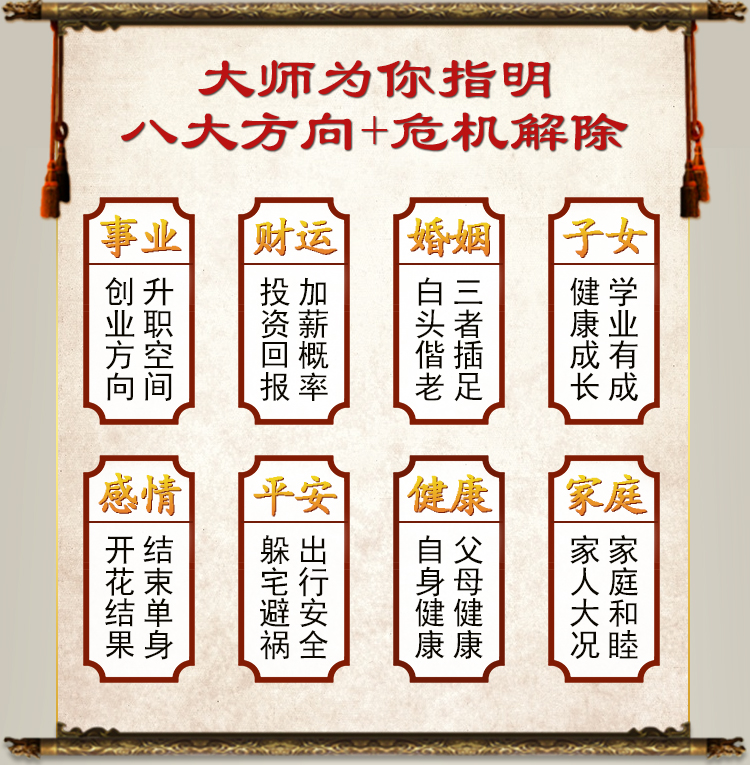 大师为你指明
八大方向+危机解除
事业
升职空间
创业方向
财运
加薪概率
投资回报
婚姻
三者插足
白头偕老
子女
学业有成
健康成长
感情
结束单身
开花结果
平安
出行安全
躲宅避祸
健康
父母健康
自身健康
家庭
家庭和睦
家人大况